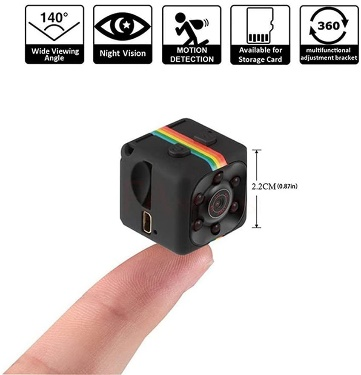 140°
Wide Viewing
Angle
Night Vision
MOTION
DETECTION
Available for
Storage Card
360
multifunctional
adjustment bracket
2.2CM (0.87in)